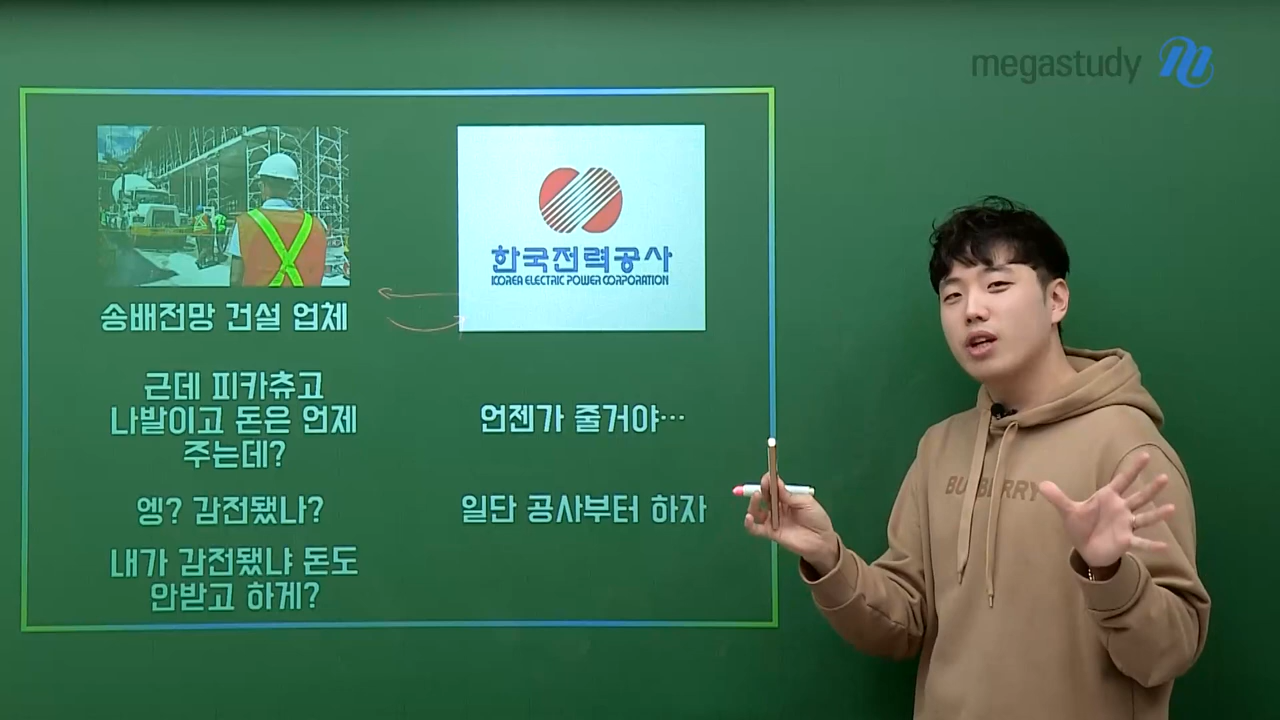 megastudy
한국전력공사
KOREA ELECTRIC POWER CORPORATION
송배전망 건설 업체
근데 피카츄고
나발이고 돈은 언제
주는데?
언젠가 줄거야…
엥? 감전됐나?
일단 공사부터 하자
내가 감전됐냐 돈도
안받고 하게?
BURBERRY